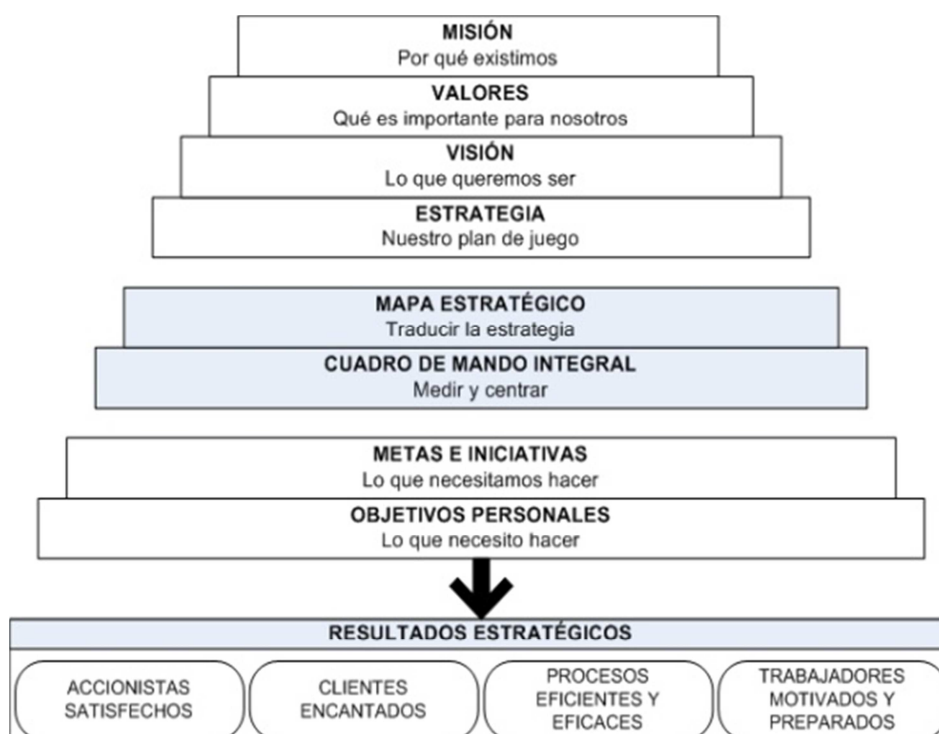 MISIÓN
Por qué existimos
VALORES
Qué es importante para nosotros
VISIÓN
Lo que queremos ser
ESTRATEGIA
Nuestro plan de juego
MAPA ESTRATÉGICO
Traducir la estrategia
CUADRO DE MANDO INTEGRAL
Medir y centrar
METAS E INICIATIVAS
Lo que necesitamos hacer
OBJETIVOS PERSONALES
Lo que necesito hacer
RESULTADOS ESTRATÉGICOS
ACCIONISTAS
SATISFECHOS
CLIENTES
ENCANTADOS
PROCESOS
EFICIENTES Y
EFICACES
TRABAJADORES
MOTIVADOS Y
PREPARADOS